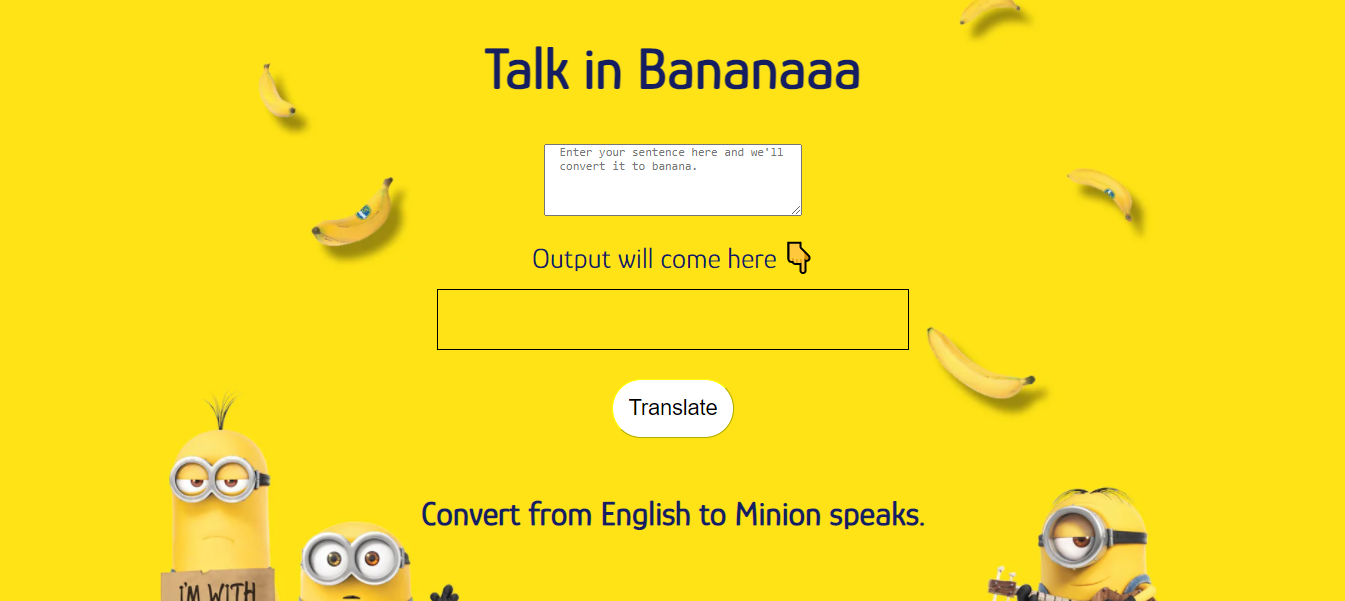 Talk in Bananaaa
Enter your sentence here and we'll
convert it to banana.
Output will come here 👇
Translate
Convert from English to Minion speaks.
I'M WITH